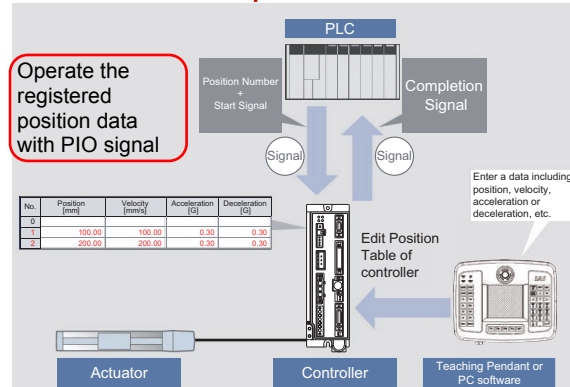 PLC
Operate the
registered
position data
with PIO signal
Position Number
+
Start Signal
Completion
Signal
Signal
Signal
Enter a data including
position, velocity,
acceleration or
deceleration, etc.
No. Position [mm] Velocity [mm/s] Acceleration [G] Deceleration [G]
0
1 100.00 100.00 0.30 0.30
2 200.00 200.00 0.30 0.30
Edit Position
Table of
controller
Actuator
Controller
Teaching Pendant or
PC software